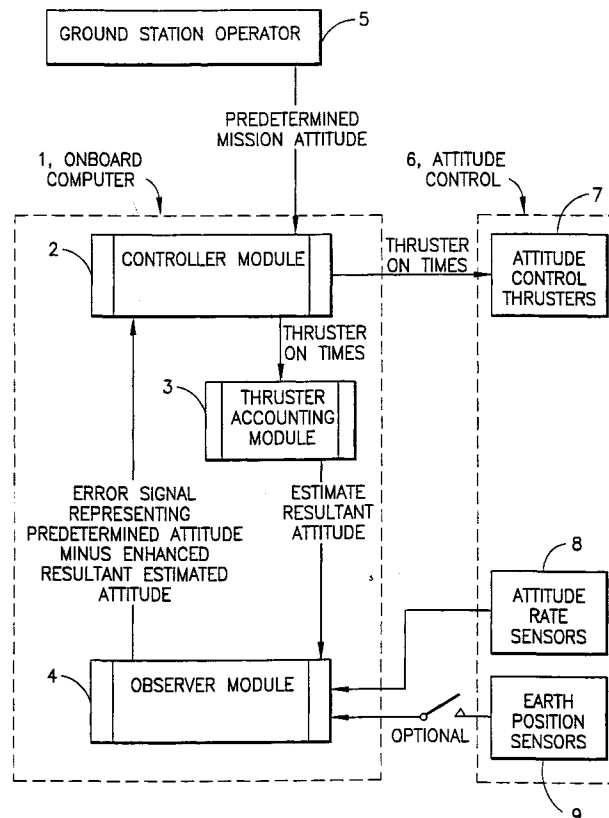 GROUND STATION OPERATOR
5
PREDETERMINED
MISSION ATTITUDE
1, ONBOARD
COMPUTER
6, ATTITUDE
CONTROL
7
2
CONTROLLER MODULE
THRUSTER
ON TIMES
ATTITUDE
CONTROL
THRUSTERS
THRUSTER
ON TIMES
3
THRUSTER
ACCOUNTING
MODULE
ERROR SIGNAL
REPRESENTING
PREDETERMINED ATTITUDE
MINUS ENHANCED
RESULTANT ESTIMATED
ATTITUDE
ESTIMATE
RESULTANT
ATTITUDE
8
ATTITUDE
RATE
SENSORS
4
OBSERVER MODULE
OPTIONAL
EARTH
POSITION
SENSORS
9